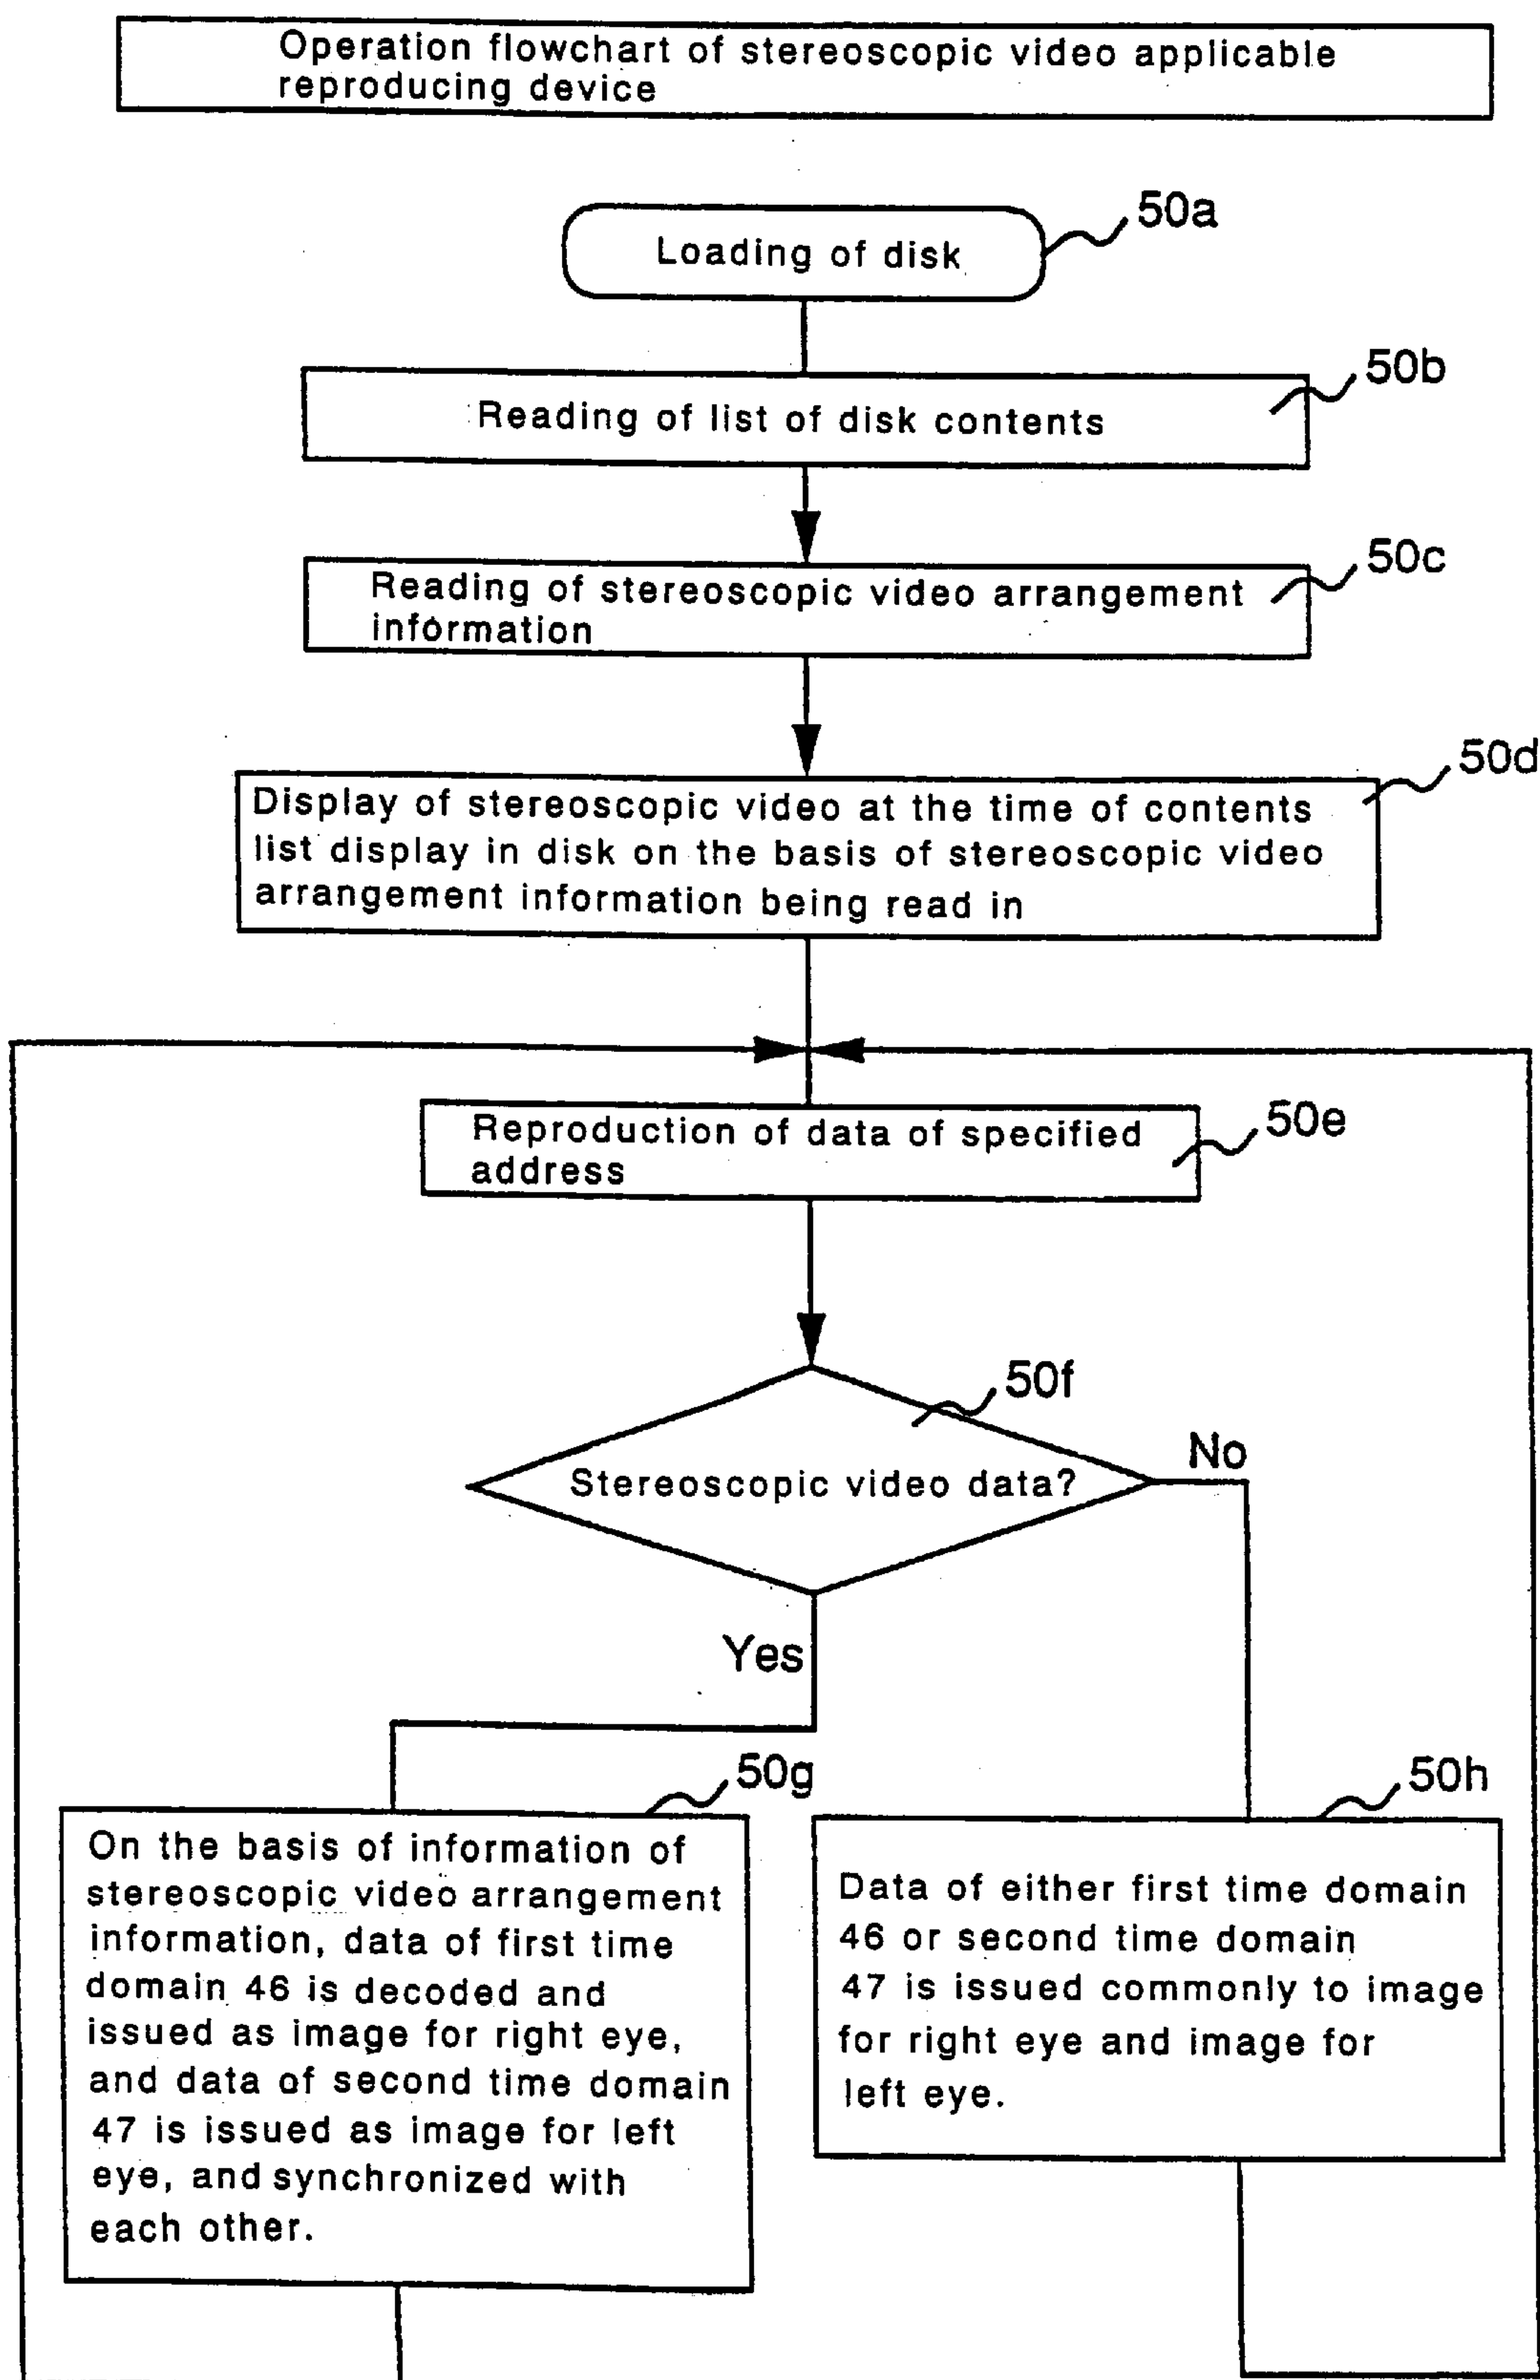 Operation flowchart of stereoscopic video applicable
reproducing device
50a
Loading of disk
50b
Reading of list of disk contents
50c
Reading of stereoscopic video arrangement
information
50d
Display of stereoscopic video at the time of contents
list display in disk on the basis of stereoscopic video
arrangement information being read in
50e
Reproduction of data of specified
address
50f
Stereoscopic video data?
No
Yes
50g
On the basis of information of
stereoscopic video arrangement
information, data of first time
domain 46 is decoded and
issued as image for right eye,
and data of second time domain
47 is issued as image for left
eye, and synchronized with
each other.
50h
Data of either first time domain
46 or second time domain
47 is issued commonly to image
for right eye and image for
left eye.